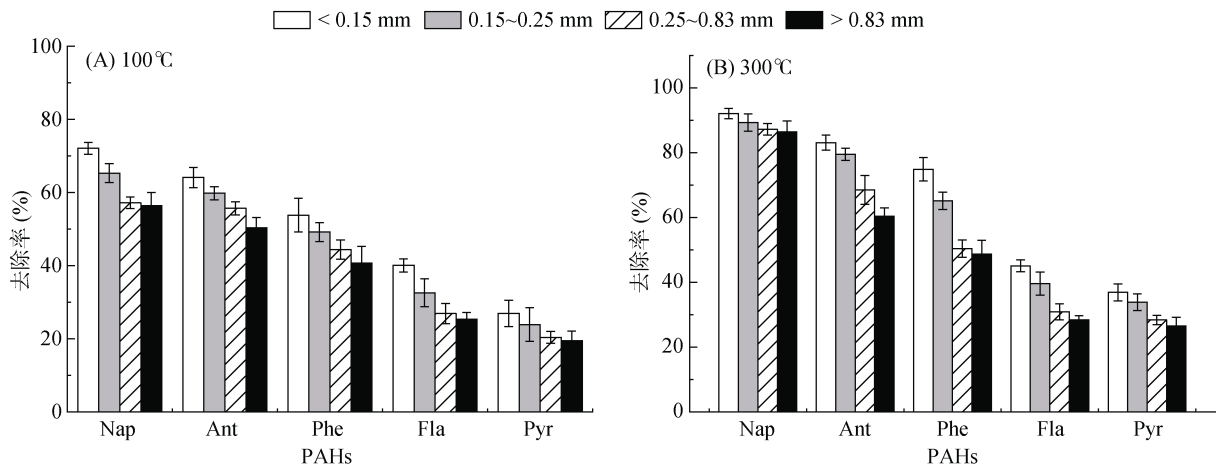 < 0.15 mm 0.15~0.25 mm 0.25~0.83 mm > 0.83 mm
(A) 100℃
100
80
60
40
20
0
去除率 (%)
Nap Ant Phe Fla Pyr
PAHs
(B) 300℃
100
80
60
40
20
0
去除率 (%)
Nap Ant Phe Fla Pyr
PAHs